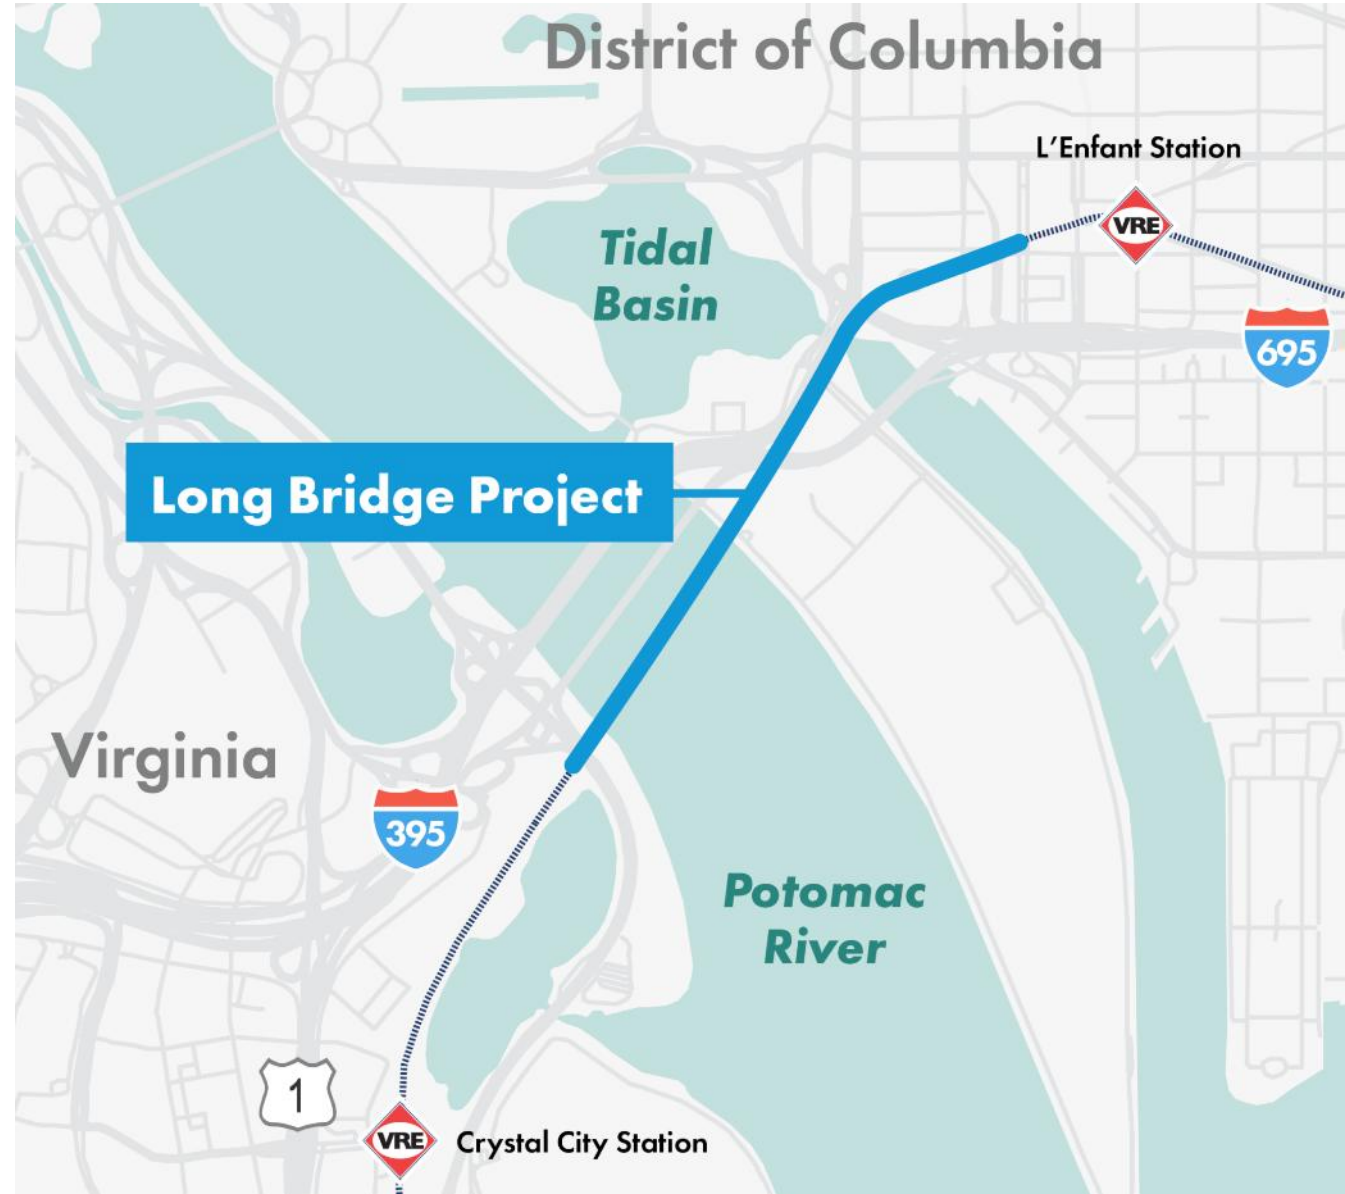 District of Columbia
L'Enfant Station
VRE
Tidal
Basin
695
Long Bridge Project
Virginia
395
Potomac
River
1
VRE
Crystal City Station